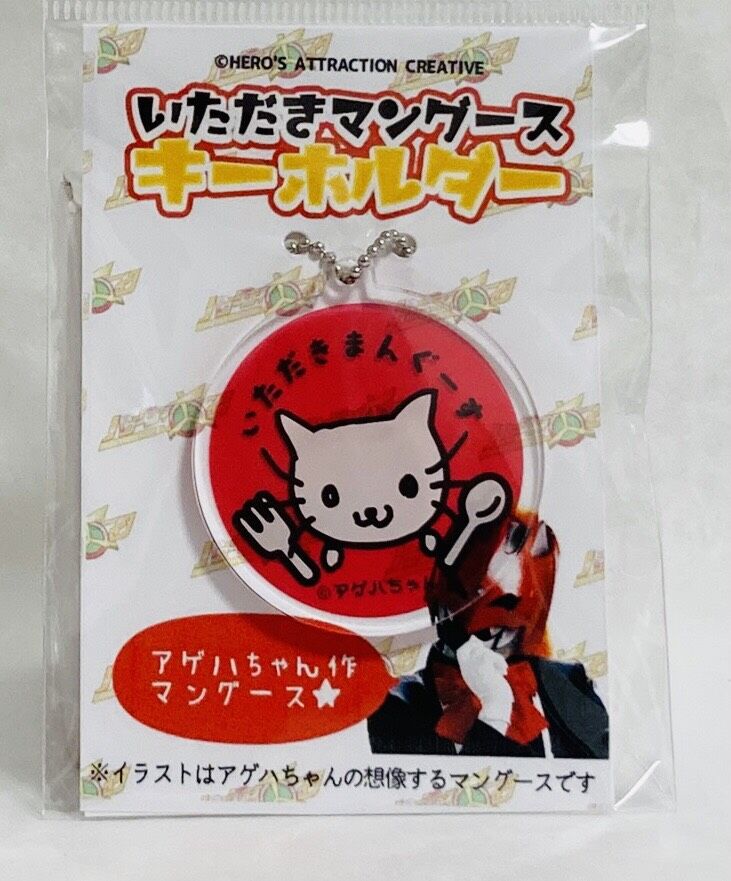 ©HERO'S ATTRACTION CREATIVE
いただきマングース
キーホルダー
いただきまんぐーす
©アゲハちゃん
アゲハちゃん作
マングース★
※イラストはアゲハちゃんの想像するマングースです